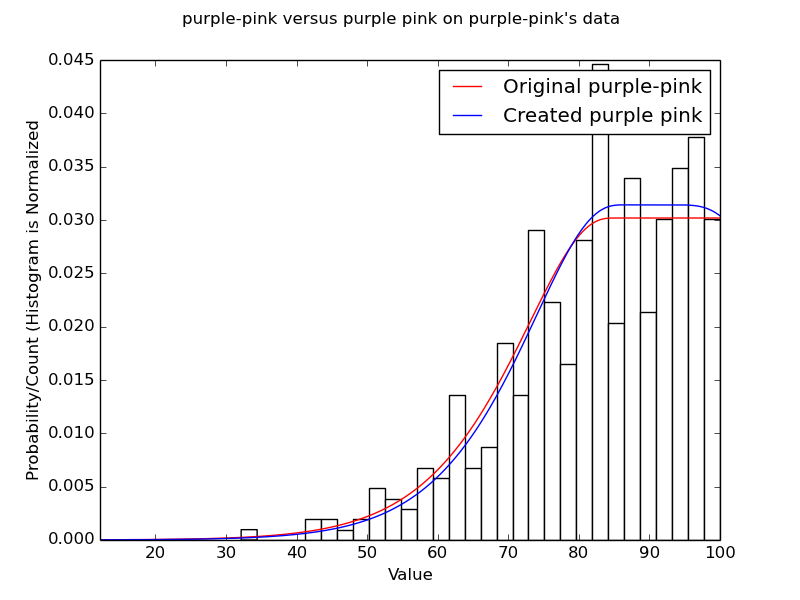 purple-pink versus purple pink on purple-pink's data
Probability/Count (Histogram is Normalized
0.045
0.040
0.035
0.030
0.025
0.020
0.015
0.010
0.005
0.000
Original purple-pink
Created purple pink
20 30 40 50 60 70 80 90 100
Value